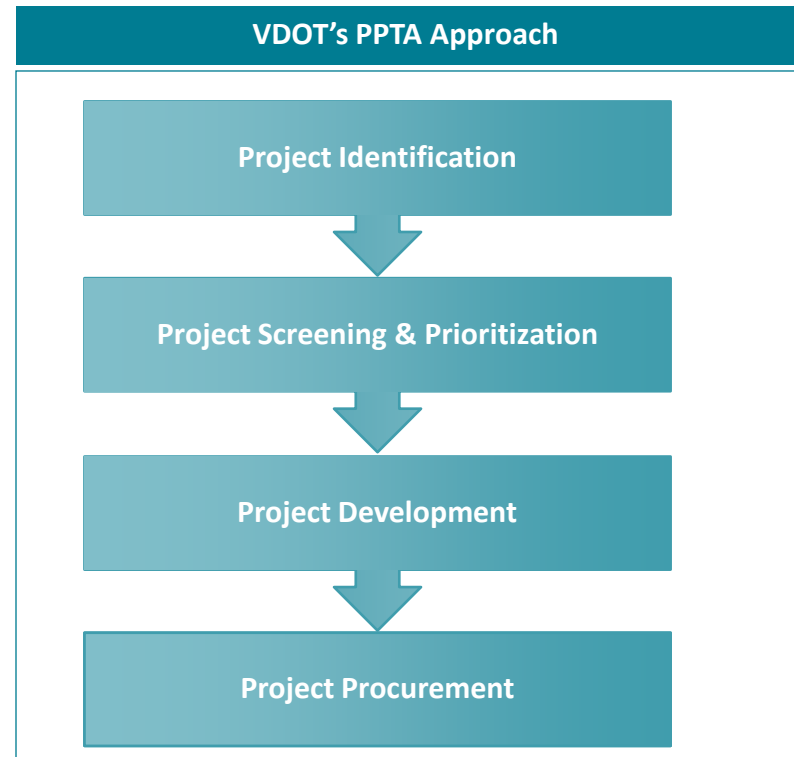 VDOT’s PPTA Approach
Project Identification
Project Screening & Prioritization
Project Development
Project Procurement